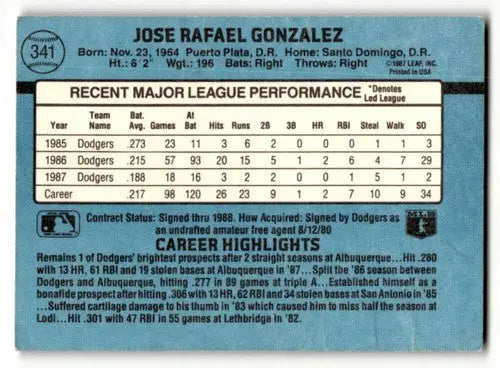 341
JOSE RAFAEL GONZALEZ
Born: Nov. 23, 1964 Puerto Plata, D.R. Home: Santo Domingo, D.R.
Ht.: 6'2" Wgt.: 196 Bats: Right Throws: Right
©1987 LEAF, INC.
Printed in USA
RECENT MAJOR LEAGUE PERFORMANCE *Denotes Led League
Year Team Name Bat. Avg. Games At Bat Hits Runs 2B 3B HR RBI Steal Walk SO
1985 Dodgers .273 23 11 3 6 2 0 0 0 1 1 3
1986 Dodgers .215 57 93 20 15 5 1 2 6 4 7 29
1987 Dodgers .188 18 16 3 2 2 0 0 1 5 1 2
Career .217 98 120 26 23 9 1 2 7 10 9 34
Contract Status: Signed thru 1988. How Acquired: Signed by Dodgers as
an undrafted amateur free agent 8/12/80
MLB
CAREER HIGHLIGHTS
Remains 1 of Dodgers' brightest prospects after 2 straight seasons at Albuquerque...Hit .280
with 13 HR, 61 RBI and 19 stolen bases at Albuquerque in '87...Split the '86 season between
Dodgers and Albuquerque, hitting .277 in 89 games at triple A...Established himself as a
bonafide prospect after hitting .306 with 13 HR, 62 RBI and 34 stolen bases at San Antonio in '85
...Suffered cartilage damage to his thumb in '83 which caused him to miss half the season at
Lodi...Hit .301 with 47 RBI in 55 games at Lethbridge in '82.